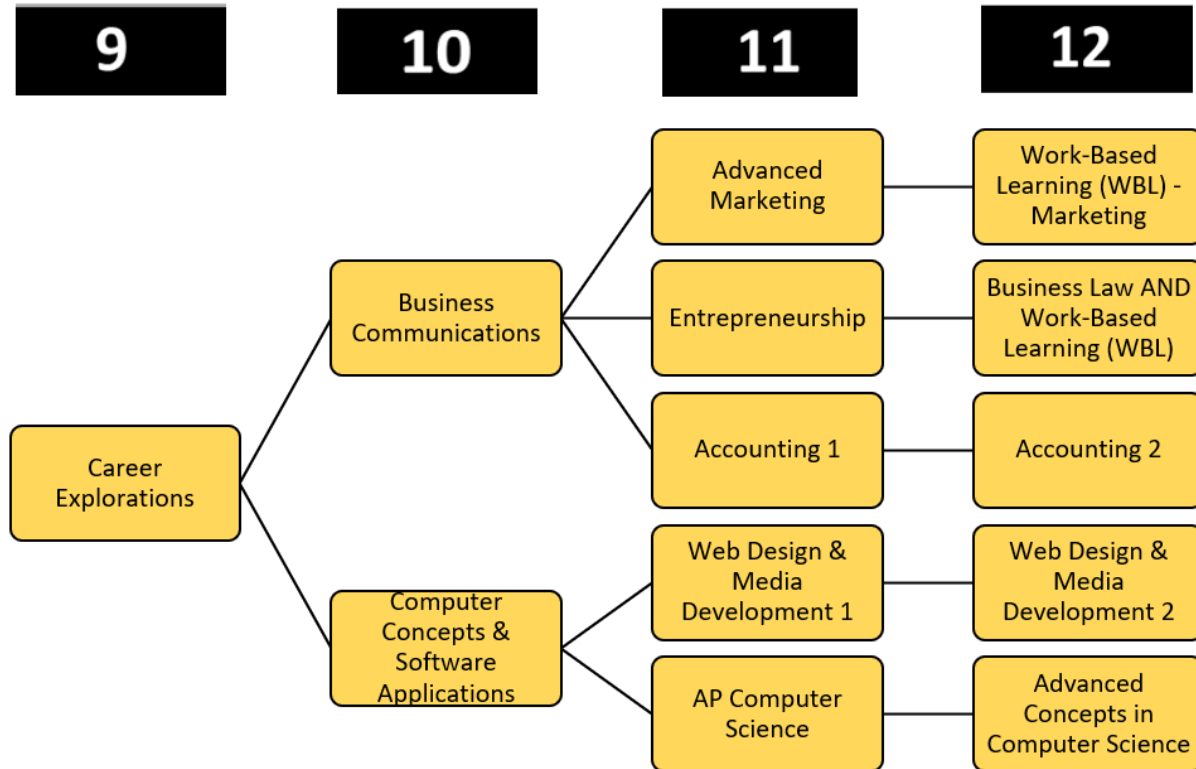 9
10
11
12
Career
Explorations
Business
Communications
Computer
Concepts &
Software
Applications
Advanced
Marketing
Entrepreneurship
Accounting 1
Web Design &
Media
Development 1
AP Computer
Science
Work-Based
Learning (WBL) -
Marketing
Business Law AND
Work-Based
Learning (WBL)
Accounting 2
Web Design &
Media
Development 2
Advanced
Concepts in
Computer Science